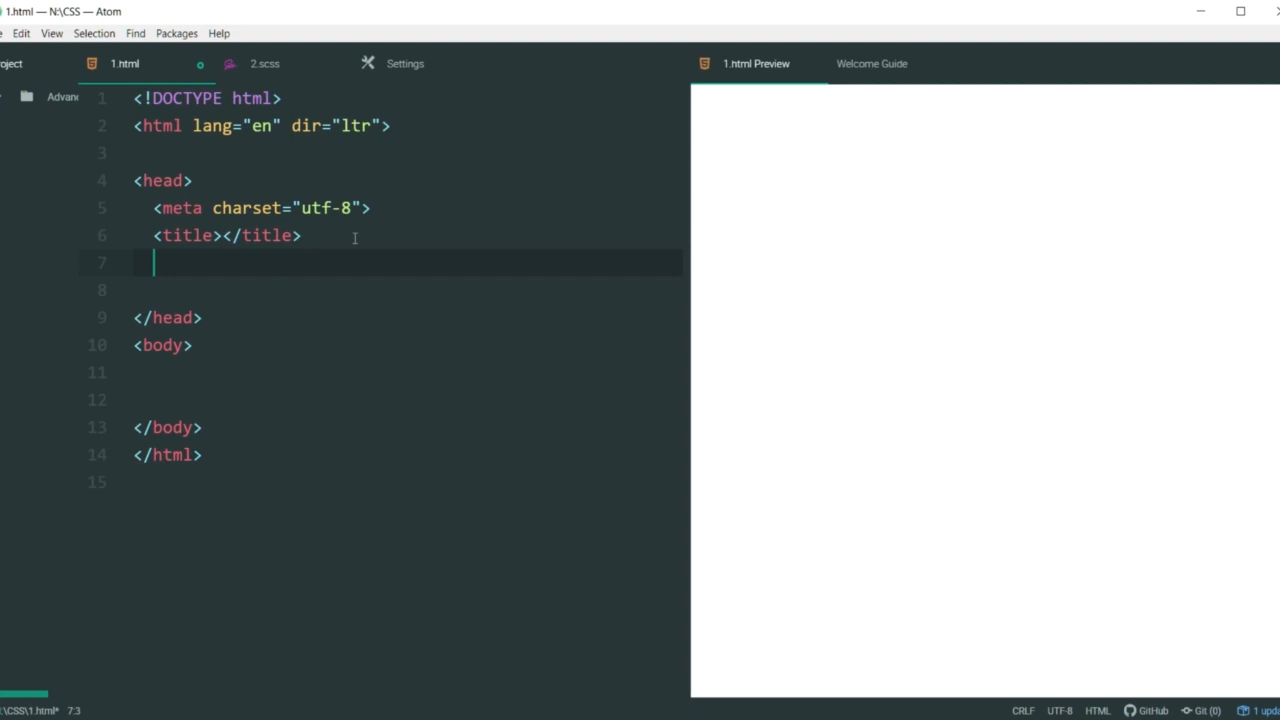 1.html — N:\CSS — Atom
Edit View Selection Find Packages Help
oject 1.html 2.scss Settings 1.html Preview Welcome Guide
Advan
1 <!DOCTYPE html>
2 <html lang="en" dir="ltr">
3
4 <head>
5 <meta charset="utf-8">
6 <title></title>
7
8
9 </head>
10 <body>
11
12
13 </body>
14 </html>
15
\CSS\1.html* 7:3 CRLF UTF-8 HTML GitHub Git (0) 1 upda